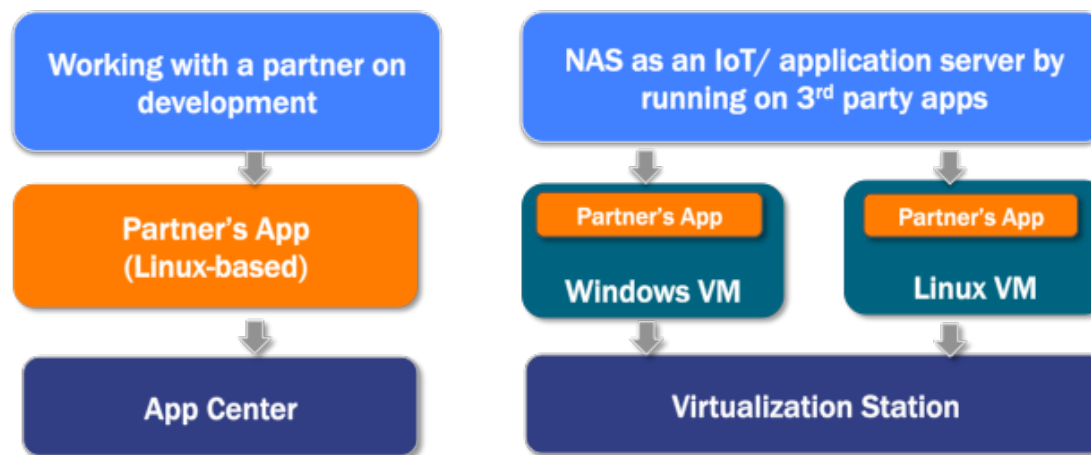 Working with a partner on
development
Partner's App
(Linux-based)
App Center
NAS as an IoT/ application server by
running on 3rd party apps
Partner's App
Windows VM
Partner's App
Linux VM
Virtualization Station